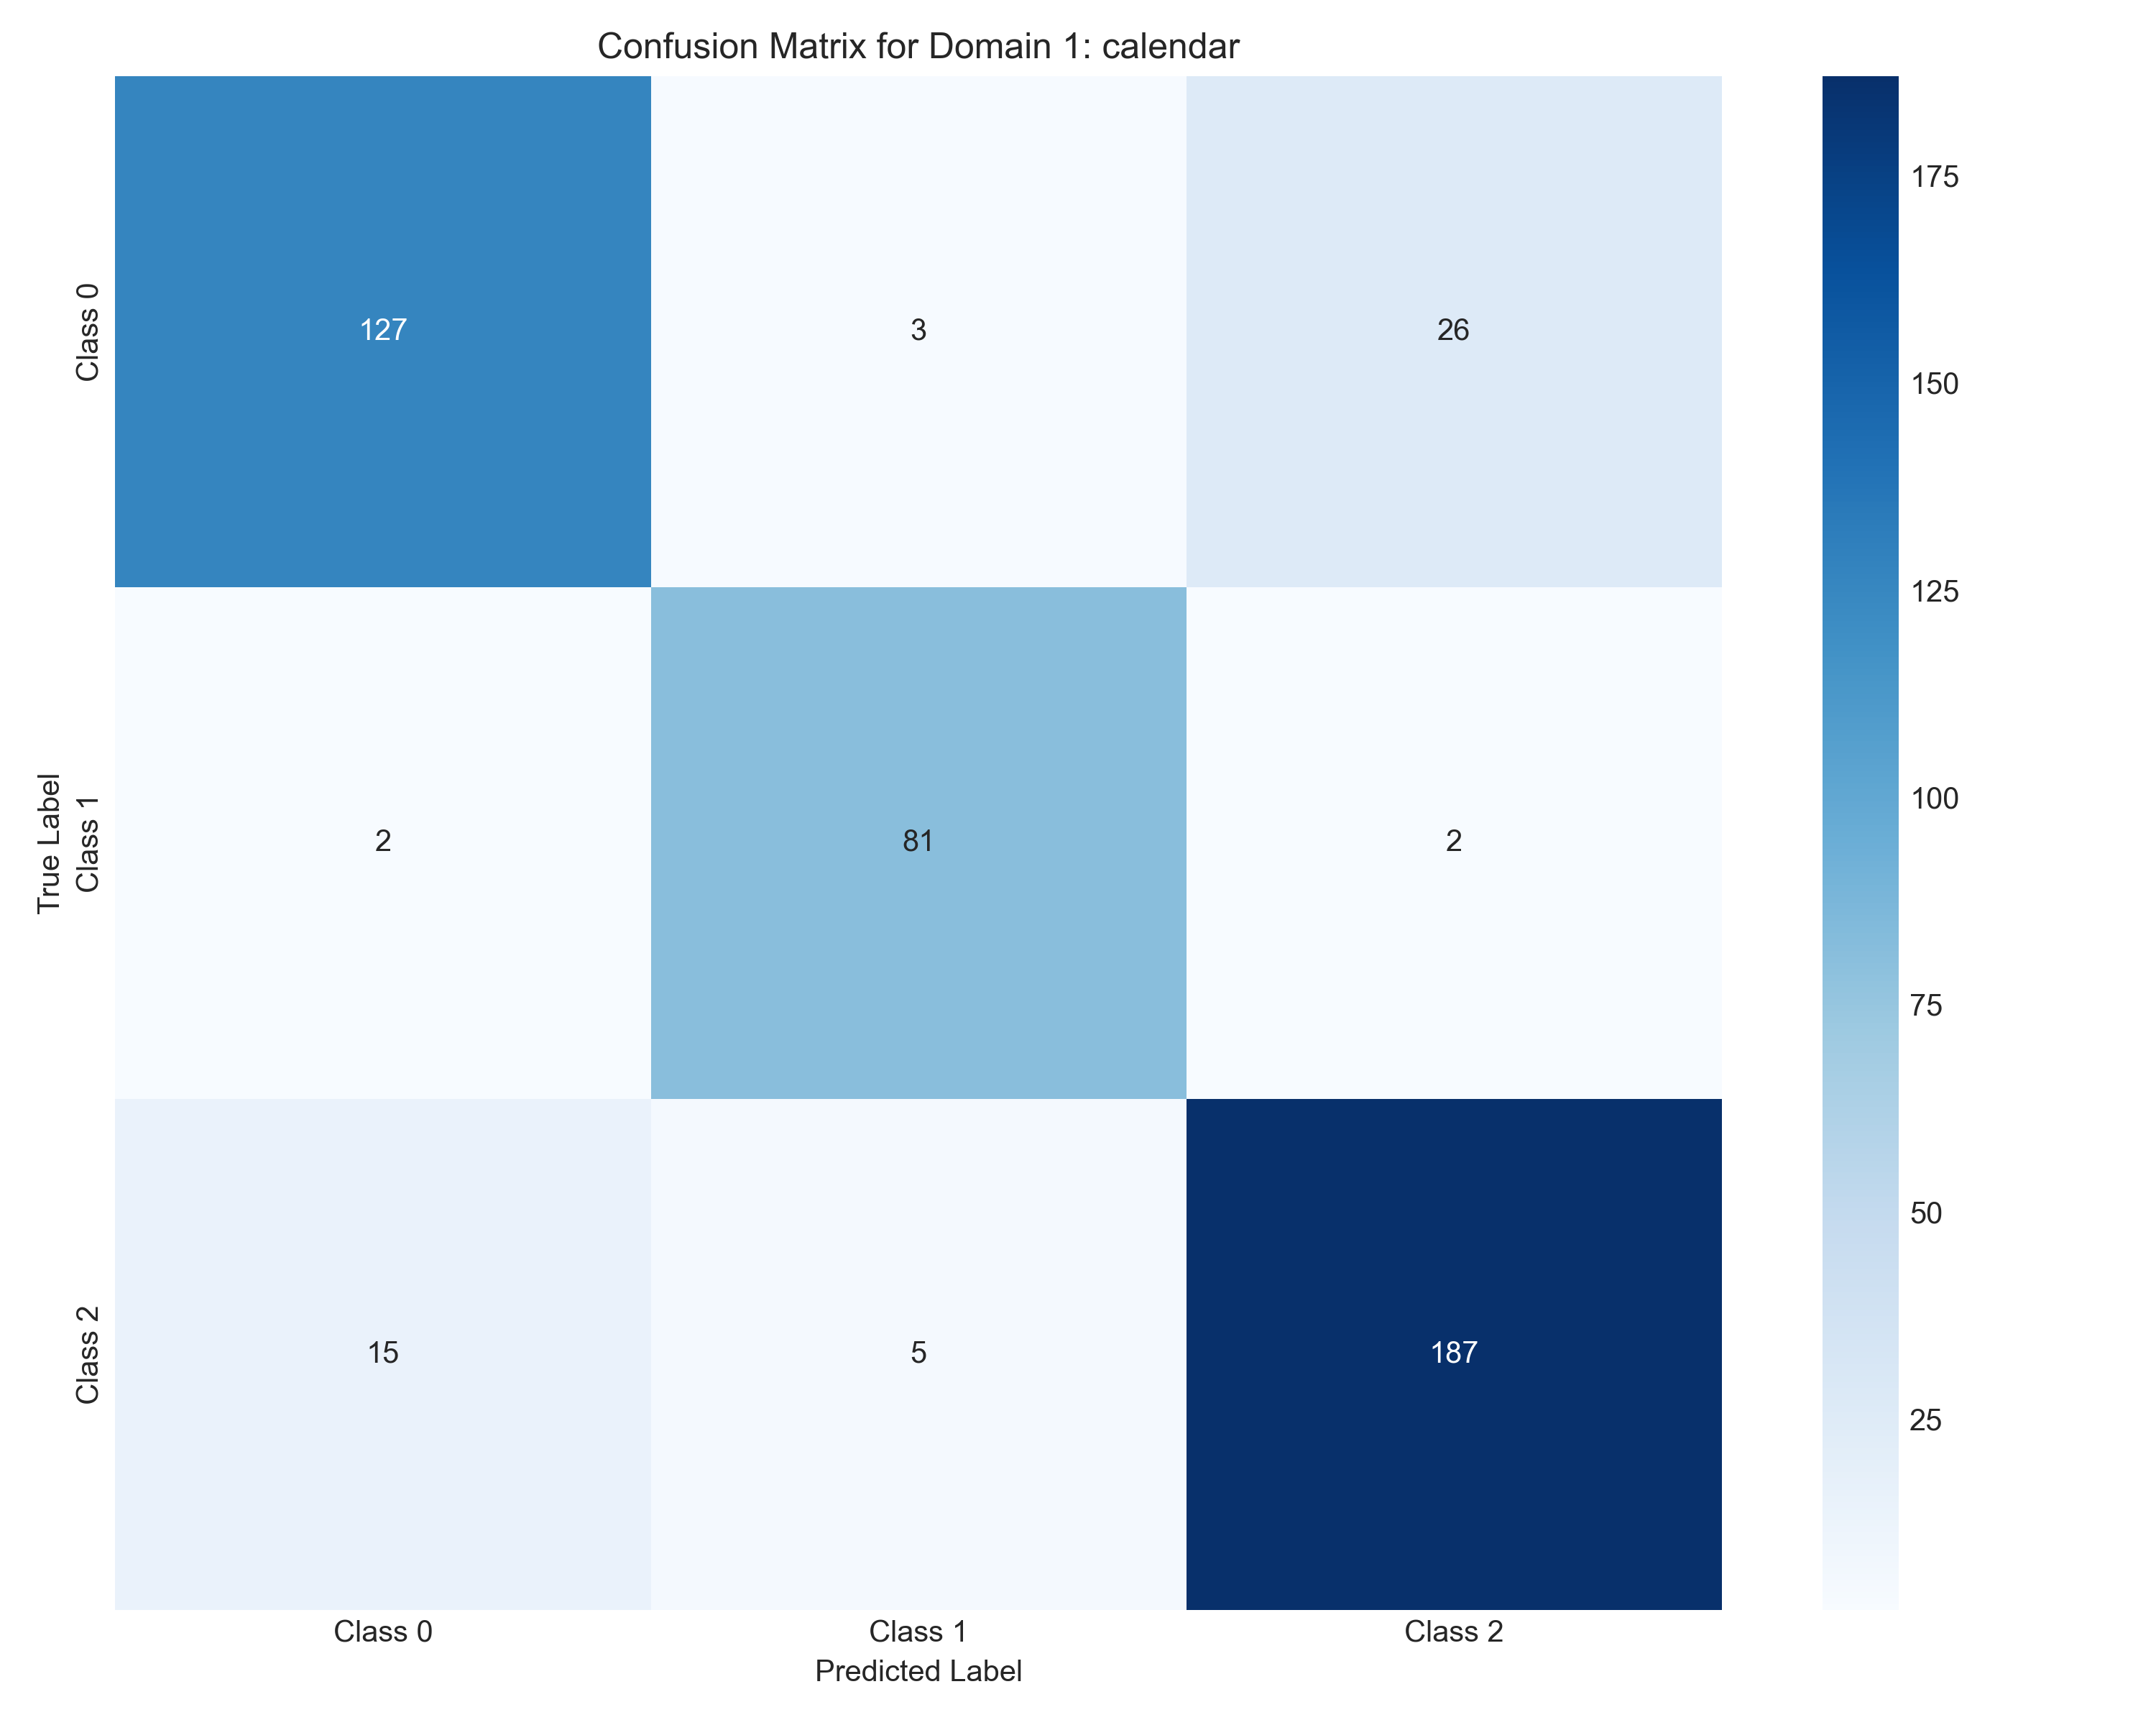 Confusion Matrix for Domain 1: calendar
True Label
Class 0
127 3 26
Class 1
2 81 2
Class 2
15 5 187
Class 0 Class 1 Class 2
Predicted Label
175
150
125
100
75
50
25